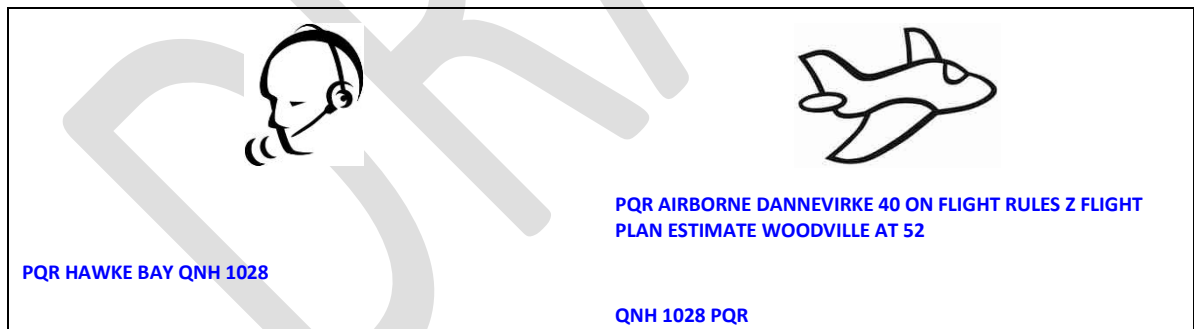 PQR AIRBORNE DANNEVIRKE 40 ON FLIGHT RULES Z FLIGHT
PLAN ESTIMATE WOODVILLE AT 52
PQR HAWKE BAY QNH 1028
QNH 1028 PQR